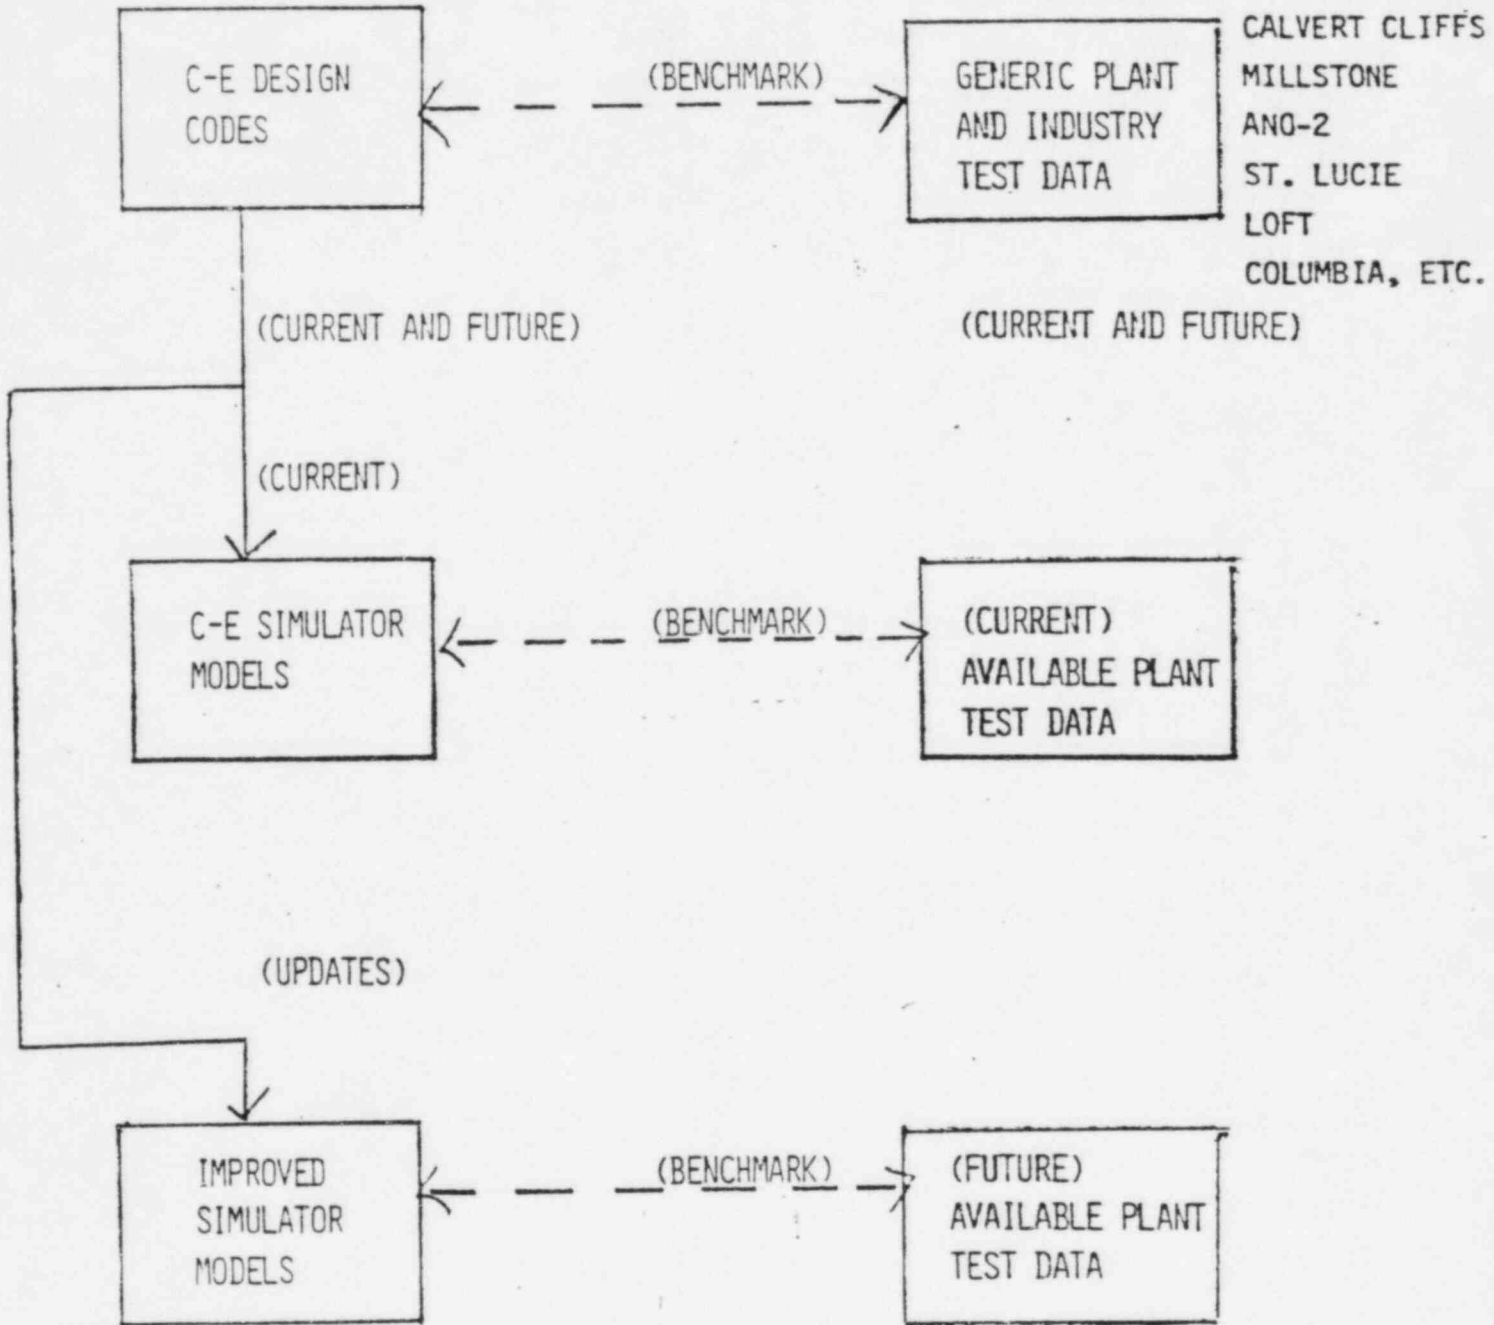 C-E DESIGN
CODES
(BENCHMARK)
GENERIC PLANT
AND INDUSTRY
TEST DATA
CALVERT CLIFFS
MILLSTONE
ANO-2
ST. LUCIE
LOFT
COLUMBIA, ETC.
(CURRENT AND FUTURE)
(CURRENT AND FUTURE)
(CURRENT)
C-E SIMULATOR
MODELS
(BENCHMARK)
(CURRENT)
AVAILABLE PLANT
TEST DATA
(UPDATES)
IMPROVED
SIMULATOR
MODELS
(BENCHMARK)
(FUTURE)
AVAILABLE PLANT
TEST DATA